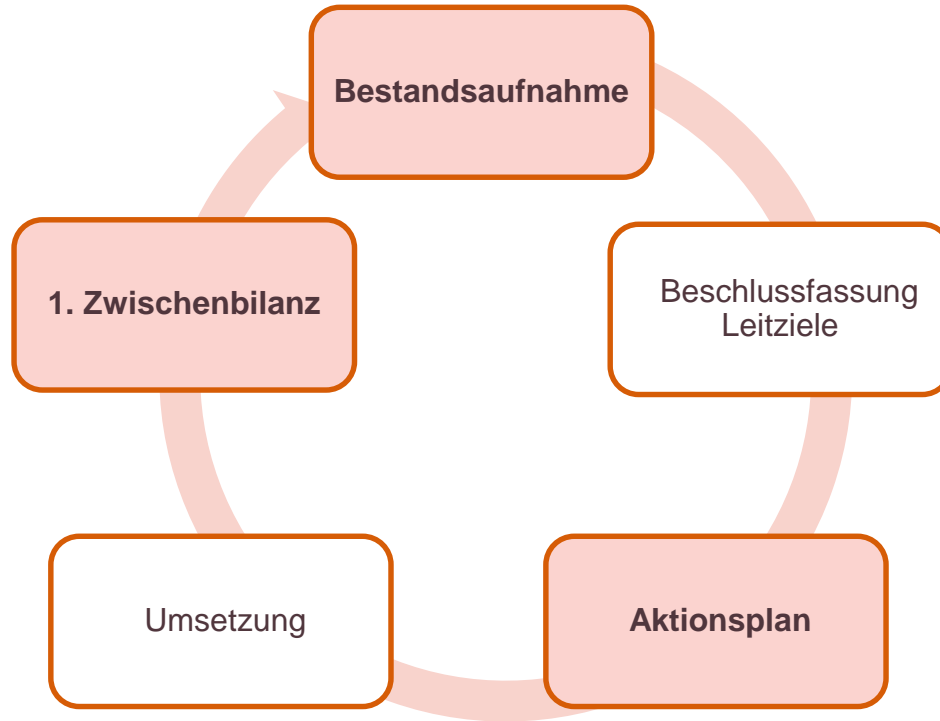 Bestandsaufnahme
Beschlussfassung
Leitziele
Aktionsplan
Umsetzung
1. Zwischenbilanz